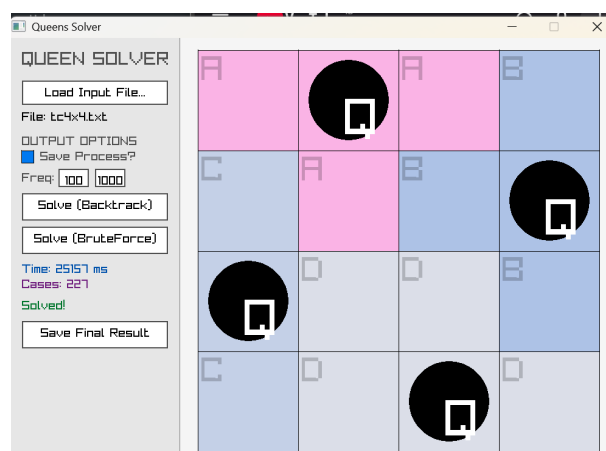 Queens Solver
QUEEN SOLVER
Load Input File...
File: tc4x4.txt
OUTPUT OPTIONS
Save Process?
Freq: 100 1000
Solve (Backtrack)
Solve (BruteForce)
Time: 25157 ms
Cases: 227
Solved!
Save Final Result
A Q A B
C A B Q
Q D D B
C D Q D